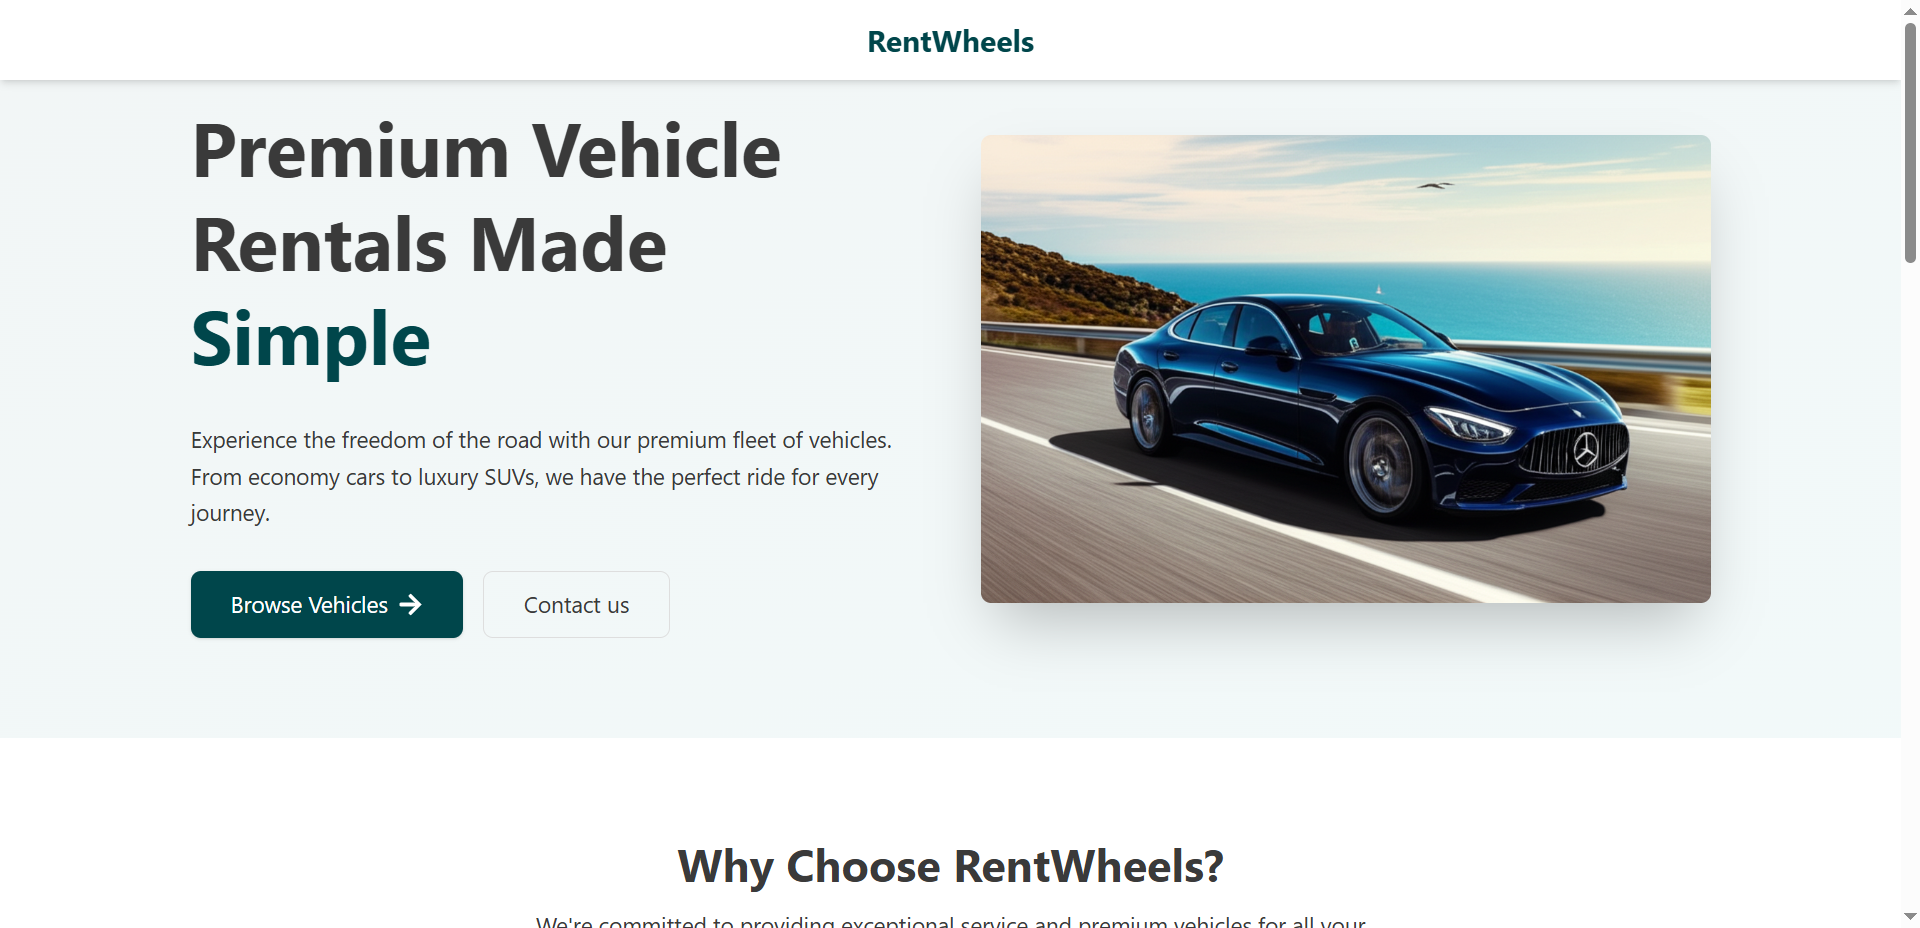 RentWheels
Premium Vehicle
Rentals Made
Simple
Experience the freedom of the road with our premium fleet of vehicles.
From economy cars to luxury SUVs, we have the perfect ride for every
journey.
Browse Vehicles
Contact us
Why Choose RentWheels?
We're committed to providing exceptional service and premium vehicles for all your